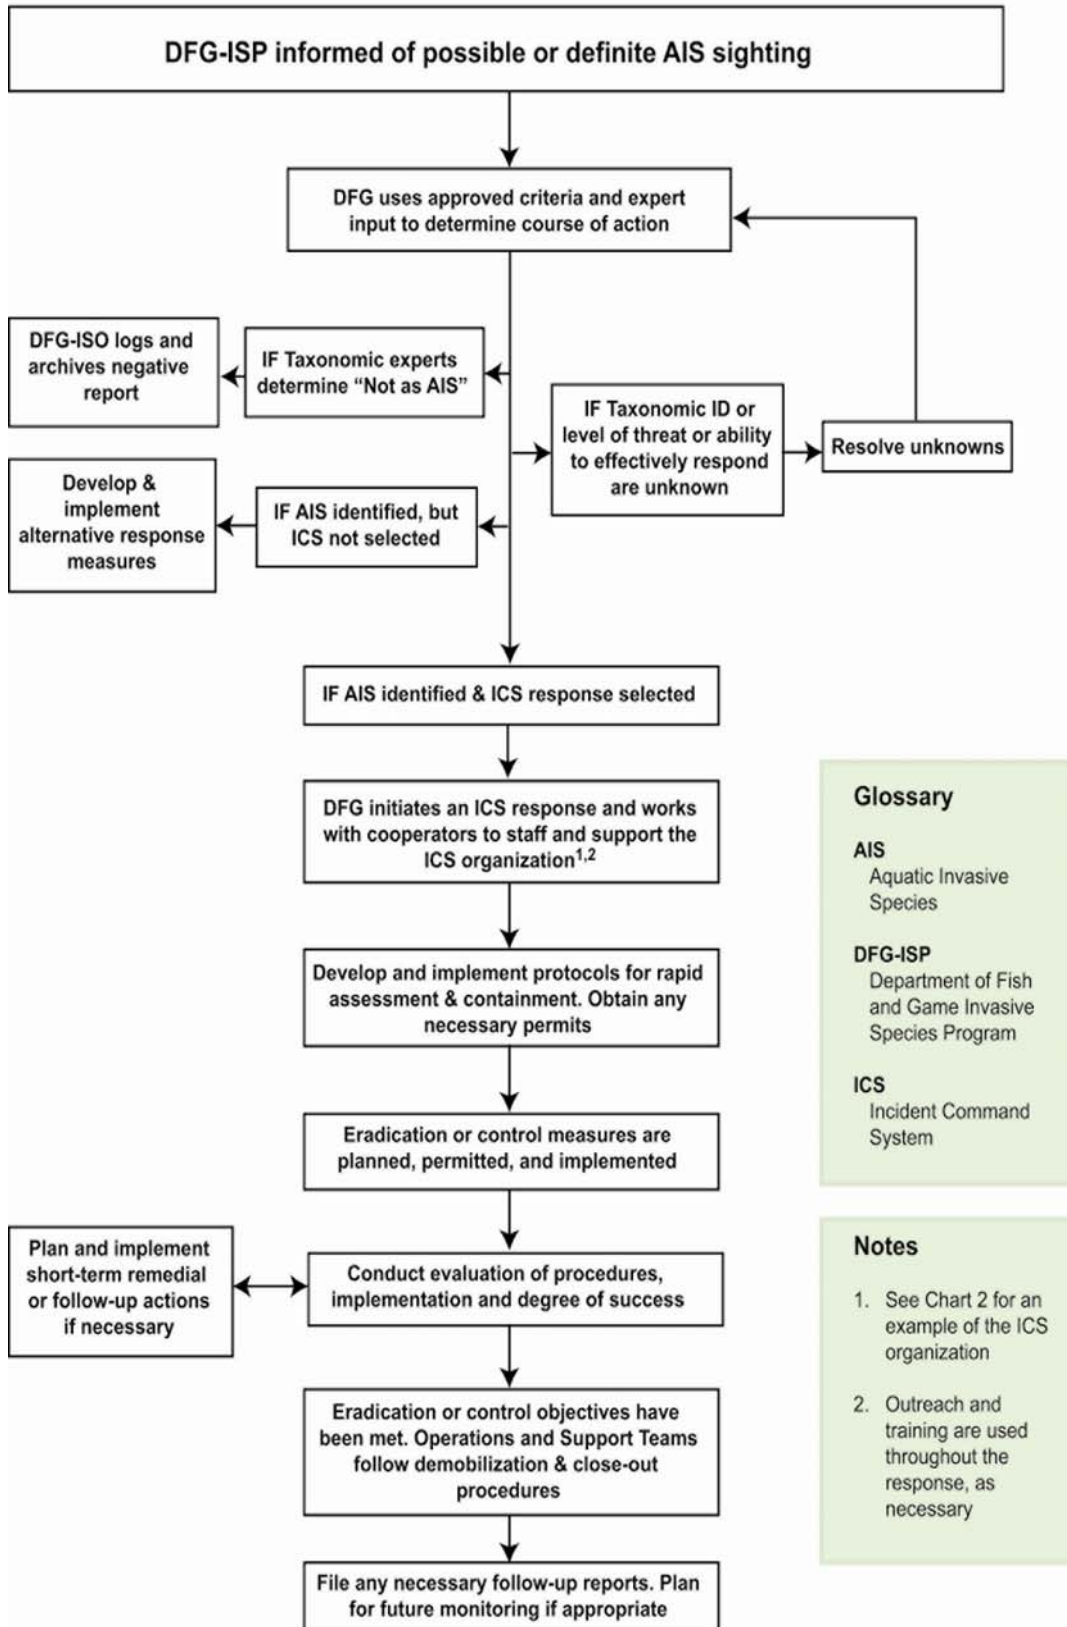 DFG-ISP informed of possible or definite AIS sighting
DFG uses approved criteria and expert
input to determine course of action
DFG-ISO logs and
archives negative
report
IF Taxonomic experts
determine “Not as AIS”
IF Taxonomic ID or
level of threat or ability
to effectively respond
are unknown
Resolve unknowns
Develop &
implement
alternative response
measures
IF AIS identified, but
ICS not selected
IF AIS identified & ICS response selected
DFG initiates an ICS response and works
with cooperators to staff and support the
ICS organization1,2
Develop and implement protocols for rapid
assessment & containment. Obtain any
necessary permits
Eradication or control measures are
planned, permitted, and implemented
Plan and implement
short-term remedial
or follow-up actions
if necessary
Conduct evaluation of procedures,
implementation and degree of success
Eradication or control objectives have
been met. Operations and Support Teams
follow demobilization & close-out
procedures
File any necessary follow-up reports. Plan
for future monitoring if appropriate
Glossary
AIS
Aquatic Invasive
Species
DFG-ISP
Department of Fish
and Game Invasive
Species Program
ICS
Incident Command
System
Notes
1. See Chart 2 for an
example of the ICS
organization
2. Outreach and
training are used
throughout the
response, as
necessary